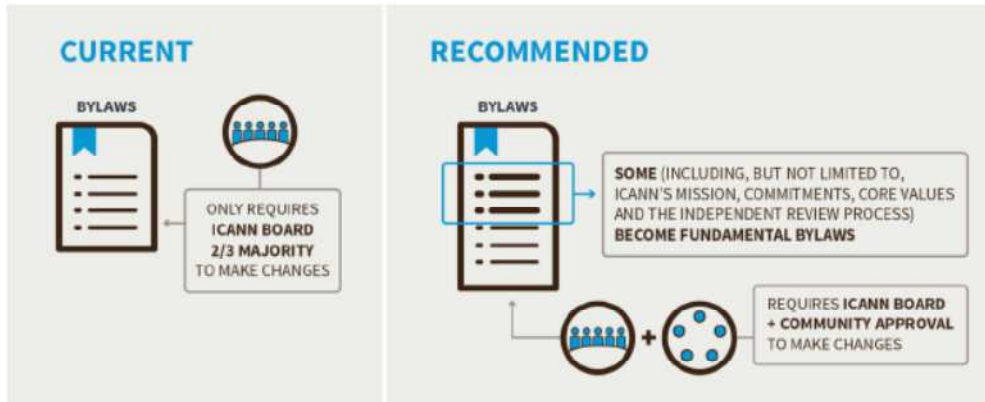 CURRENT
BYLAWS
ONLY REQUIRES
ICANN BOARD
2/3 MAJORITY
TO MAKE CHANGES
RECOMMENDED
BYLAWS
SOME (INCLUDING, BUT NOT LIMITED TO,
ICANN'S MISSION, COMMITMENTS, CORE VALUES
AND THE INDEPENDENT REVIEW PROCESS)
BECOME FUNDAMENTAL BYLAWS
+
REQUIRES ICANN BOARD
+ COMMUNITY APPROVAL
TO MAKE CHANGES